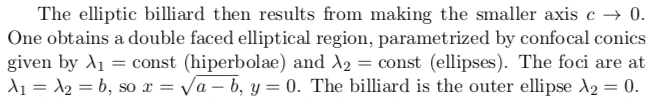 The elliptic billiard then results from making the smaller axis c → 0.
One obtains a double faced elliptical region, parametrized by confocal conics
given by λ₁ = const (hiperbolae) and λ₂ = const (ellipses). The foci are at
λ₁ = λ₂ = b, so x = √(a − b), y = 0. The billiard is the outer ellipse λ₂ = 0.